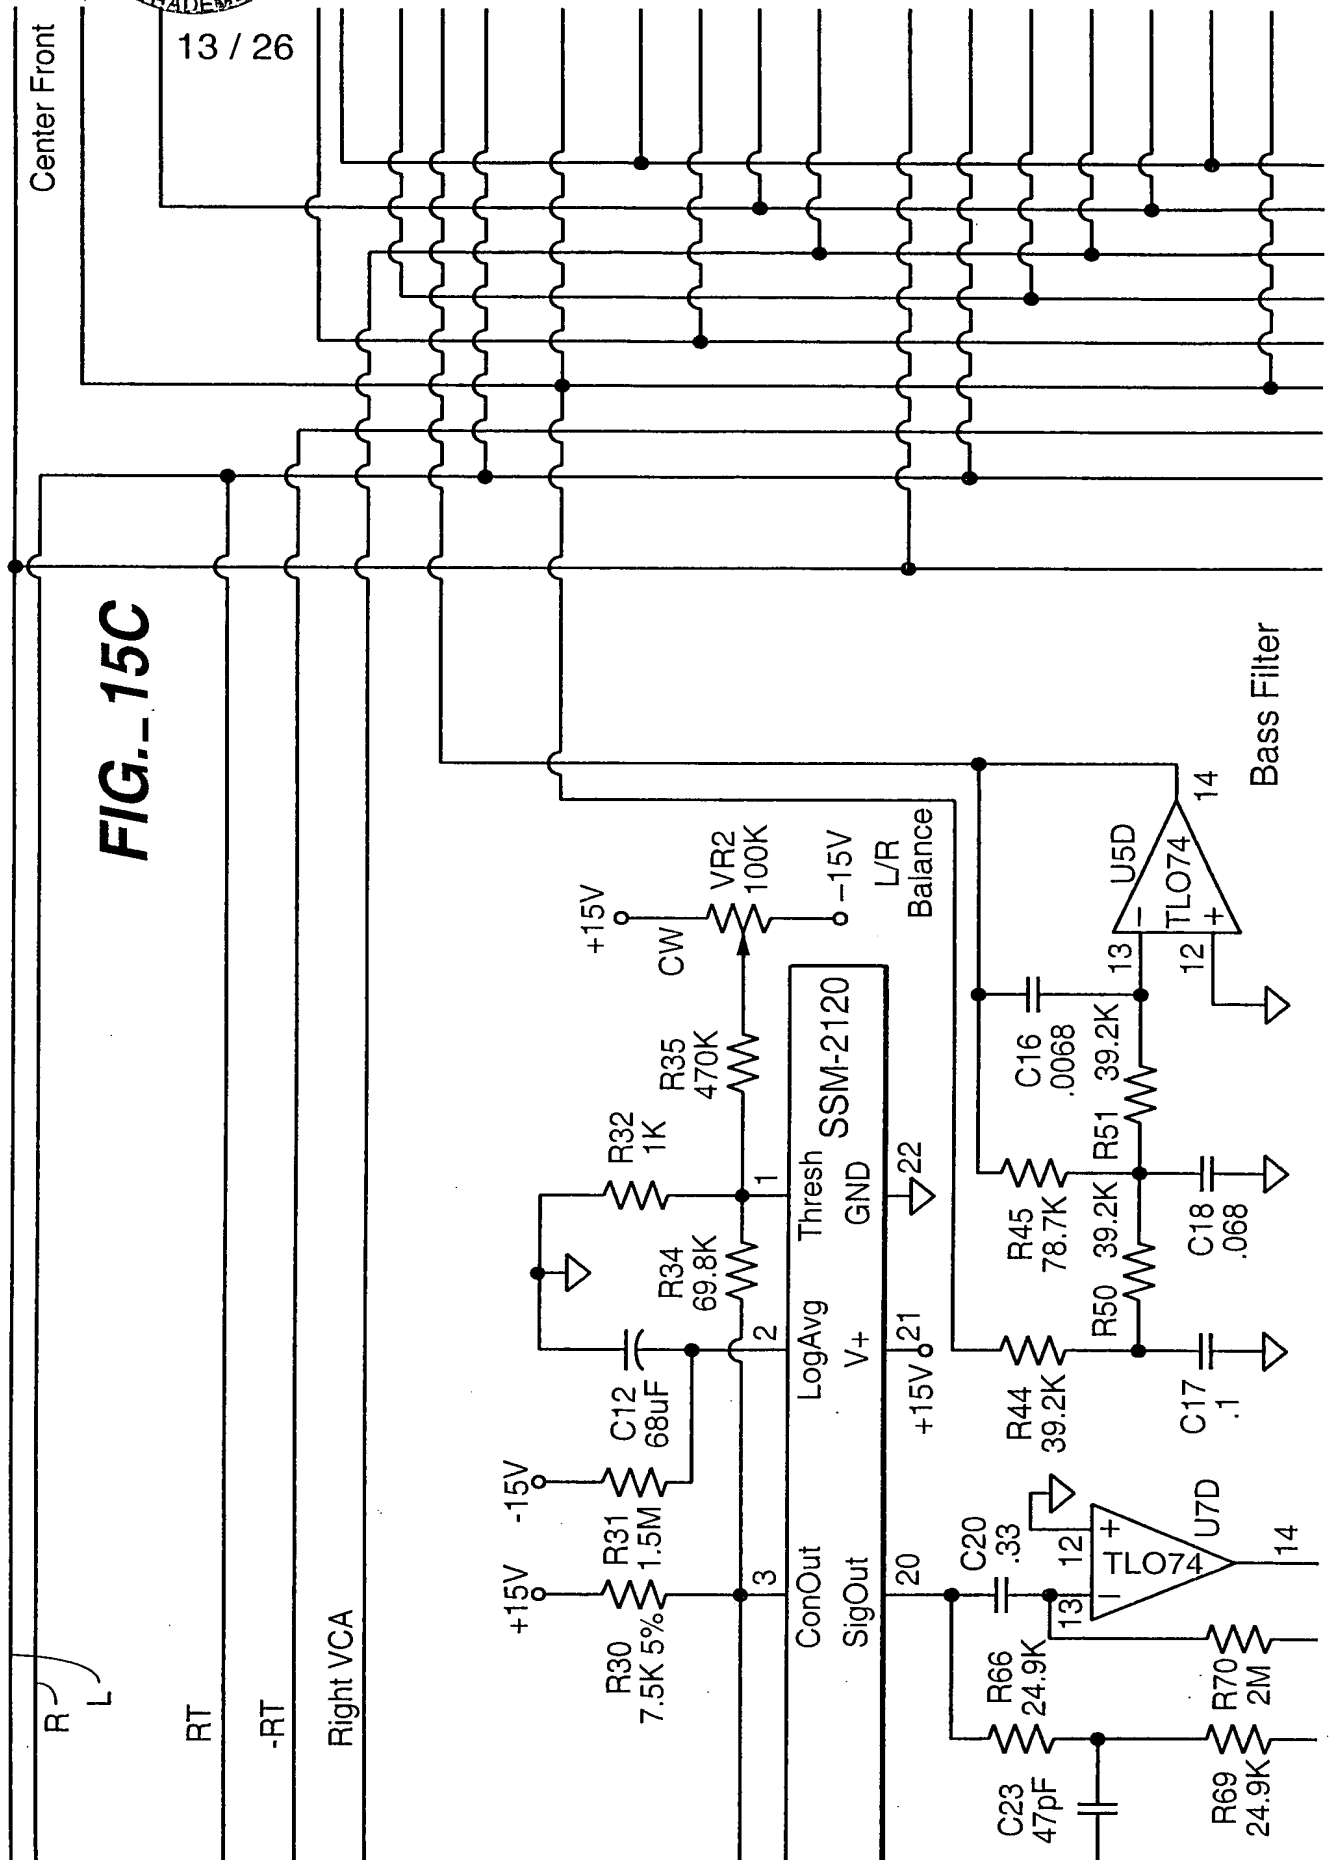 TRADEM
13 / 26
Center Front
FIG._15C
R
L
RT
-RT
Right VCA
+15V
-15V
R30
7.5K 5%
R31
1.5M
C12
68uF
R34
69.8K
R32
1K
R35
470K
+15V
CW
VR2
100K
–15V
L/R
Balance
3
2
1
ConOut
LogAvg
Thresh
SSM-2120
SigOut
V+
GND
20
21
22
+15V
C20
.33
12
13
+
–
TLO74
U7D
14
R66
24.9K
C23
47pF
R69
24.9K
R70
2M
R44
39.2K
R45
78.7K
C16
.0068
R50
39.2K
R51
39.2K
C17
.1
C18
.068
13
12
–
+
U5D
TLO74
14
Bass Filter